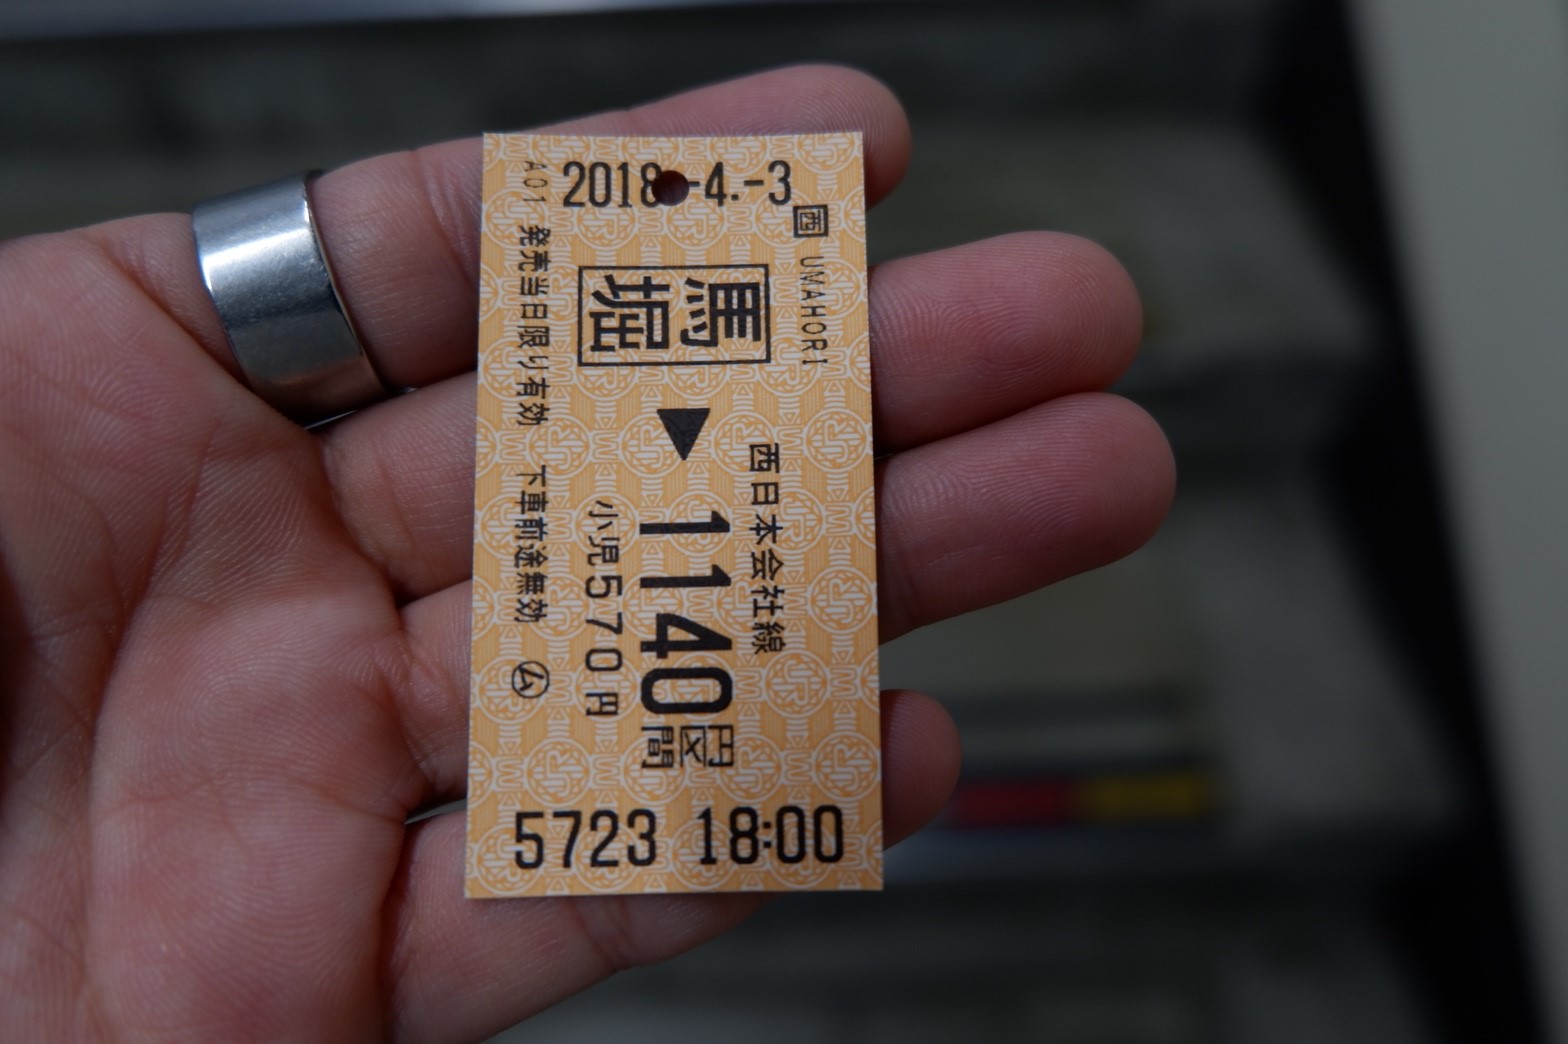 2018-4.-3
西 UMAHORI
西日本会社線
馬堀 ▶ 1140円区間
小児570円
A01 発売当日限り有効 下車前途無効 ㋰
5723 18:00